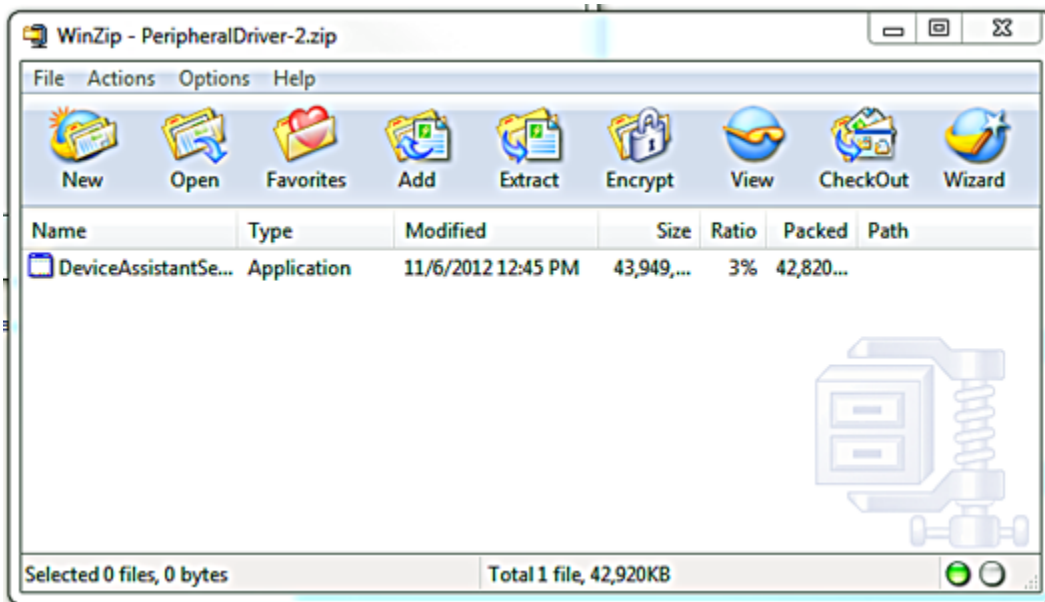 WinZip - PeripheralDriver-2.zip
File Actions Options Help
New Open Favorites Add Extract Encrypt View CheckOut Wizard
Name Type Modified Size Ratio Packed Path
DeviceAssistantSe... Application 11/6/2012 12:45 PM 43,949,... 3% 42,820...
Selected 0 files, 0 bytes Total 1 file, 42,920KB